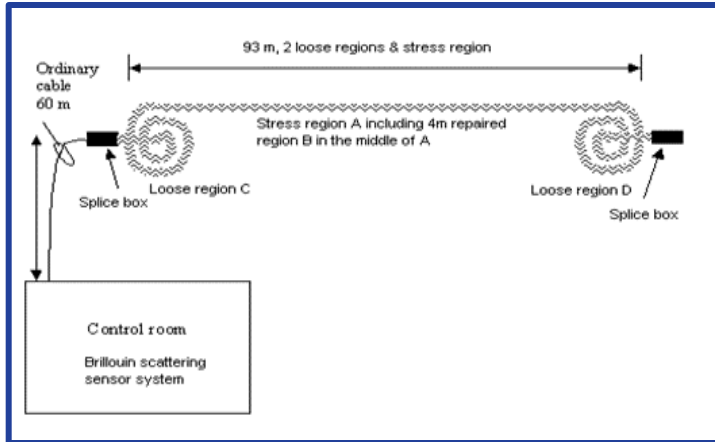 93 m, 2 loose regions & stress region
Ordinary
cable
60 m
Stress region A including 4m repaired
region B in the middle of A
Loose region C
Splice box
Loose region D
Splice box
Control room
Brillouin scattering
sensor system